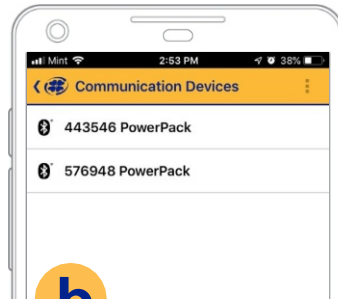 Mint 2:53 PM 38%
Communication Devices
443546 PowerPack
576948 PowerPack
b